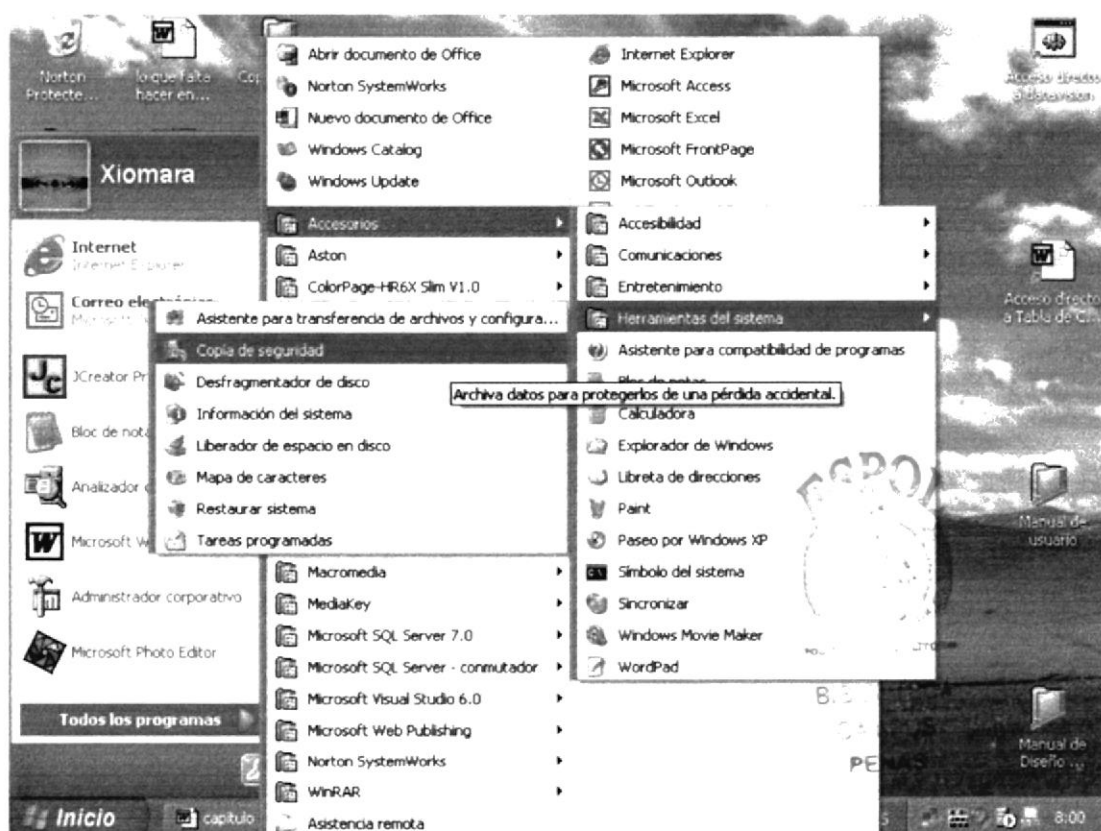 Norton
Protecte...
lo que falta
hacer en...
Acceso directo
a datavision
Xiomara
Internet
Internet Explorer
Correo electrónico
JCreator
Bloc de
Analizador
Microsoft
Administrador corporativo
Microsoft Photo Editor
Todos los programas
Abrir documento de Office
Norton SystemWorks
Nuevo documento de Office
Windows Catalog
Windows Update
Accesorios
Aston
ColorPage-HR6X Slim V1.0
Macromedia
MediaKey
Microsoft SQL Server 7.0
Microsoft SQL Server - conmutador
Microsoft Visual Studio 6.0
Microsoft Web Publishing
Norton SystemWorks
WinRAR
Asistencia remota
Internet Explorer
Microsoft Access
Microsoft Excel
Microsoft FrontPage
Microsoft Outlook
Accesibilidad
Comunicaciones
Entretenimiento
Herramientas del sistema
Asistente para compatibilidad de programas
Bloc de notas
Calculadora
Explorador de Windows
Libreta de direcciones
Paint
Paseo por Windows XP
Símbolo del sistema
Sincronizar
Windows Movie Maker
WordPad
Asistente para transferencia de archivos y configura...
Copia de seguridad
Desfragmentador de disco
Información del sistema
Liberador de espacio en disco
Mapa de caracteres
Restaurar sistema
Tareas programadas
Archiva datos para protegerlos de una pérdida accidental.
Acceso directo
a Tabla de C...
Manual de
usuario
Manual de
Diseño ...
ESPOL
Inicio
capitulo
8:00